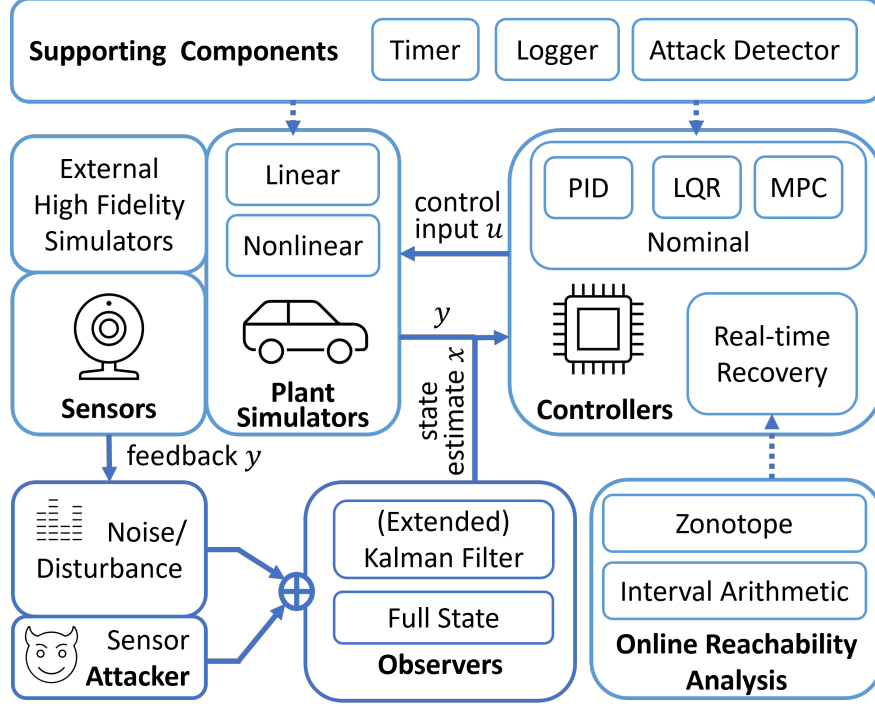 Supporting Components
Timer
Logger
Attack Detector
External
High Fidelity
Simulators
Sensors
Linear
Nonlinear
Plant
Simulators
control
input u
y
state
estimate x
PID
LQR
MPC
Nominal
Real-time
Recovery
Controllers
feedback y
Noise/
Disturbance
Sensor
Attacker
(Extended)
Kalman Filter
Full State
Observers
Zonotope
Interval Arithmetic
Online Reachability
Analysis